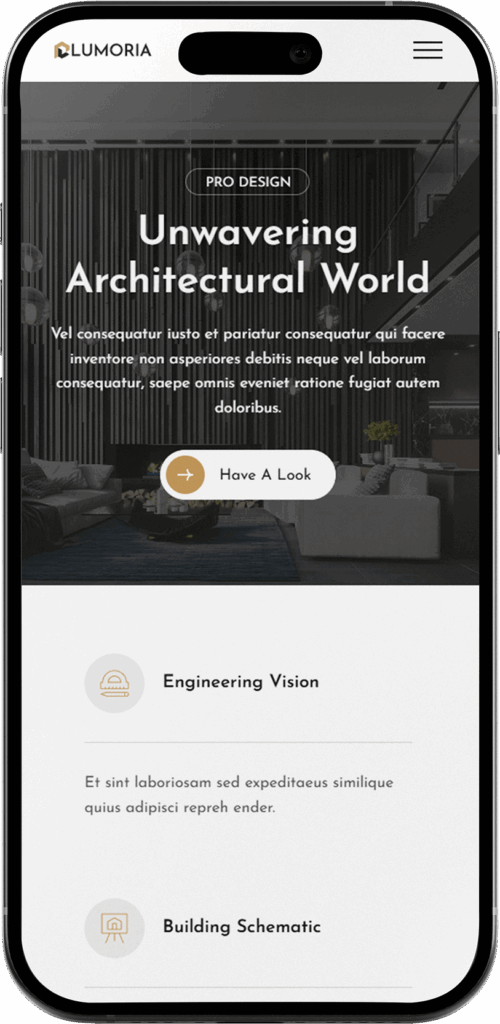 LUMORIA
PRO DESIGN
Unwavering
Architectural World
Vel consequatur iusto et pariatur consequatur qui facere
inventore non asperiores debitis neque vel laborum
consequatur, saepe omnis eveniet ratione fugiat autem
doloribus.
Have A Look
Engineering Vision
Et sint laboriosam sed expeditaeus similique
quius adipisci repreh ender.
Building Schematic